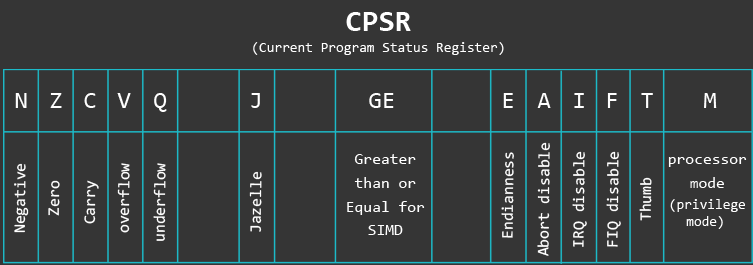 CPSR
(Current Program Status Register)
N Z C V Q J GE E A I F T M
Negative
Zero
Carry
overflow
underflow
Jazelle
Greater
than or
Equal for
SIMD
Endianness
Abort disable
IRQ disable
FIQ disable
Thumb
processor
mode
(privilege
mode)